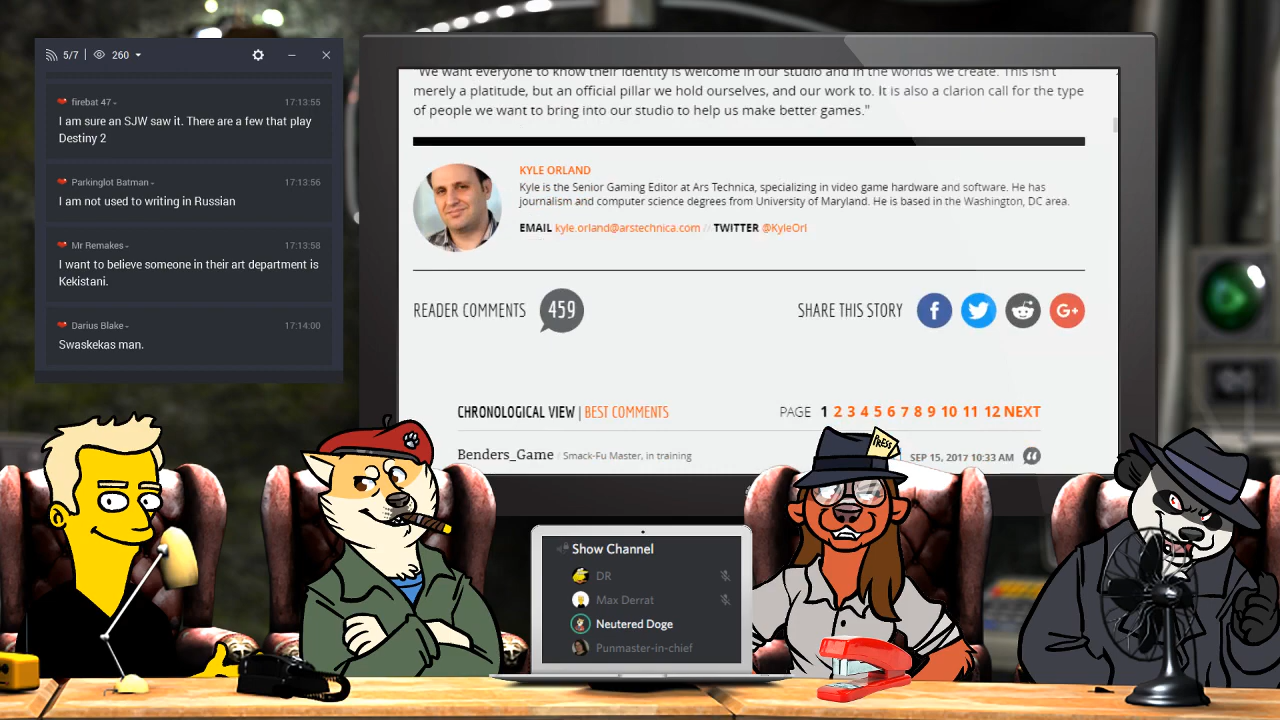 5/7 | 260
firebat 47
17:13:55
I am sure an SJW saw it. There are a few that play
Destiny 2
Parkinglot Batman
17:13:56
I am not used to writing in Russian
Mr Remakes
17:13:58
I want to believe someone in their art department is
Kekistani.
Darius Blake
17:14:00
Swaskekas man.
"We want everyone to know their identity is welcome in our studio and in the worlds we create. This isn't
merely a platitude, but an official pillar we hold ourselves, and our work to. It is also a clarion call for the type
of people we want to bring into our studio to help us make better games."
KYLE ORLAND
Kyle is the Senior Gaming Editor at Ars Technica, specializing in video game hardware and software. He has
journalism and computer science degrees from University of Maryland. He is based in the Washington, DC area.
EMAIL kyle.orland@arstechnica.com // TWITTER @KyleOrl
READER COMMENTS 459
SHARE THIS STORY
f
G+
CHRONOLOGICAL VIEW | BEST COMMENTS
PAGE 1 2 3 4 5 6 7 8 9 10 11 12 NEXT
Benders_Game / Smack-Fu Master, in training
SEP 15, 2017 10:33 AM
PRESS
Show Channel
DR
Max Derrat
Neutered Doge
Punmaster-in-chief